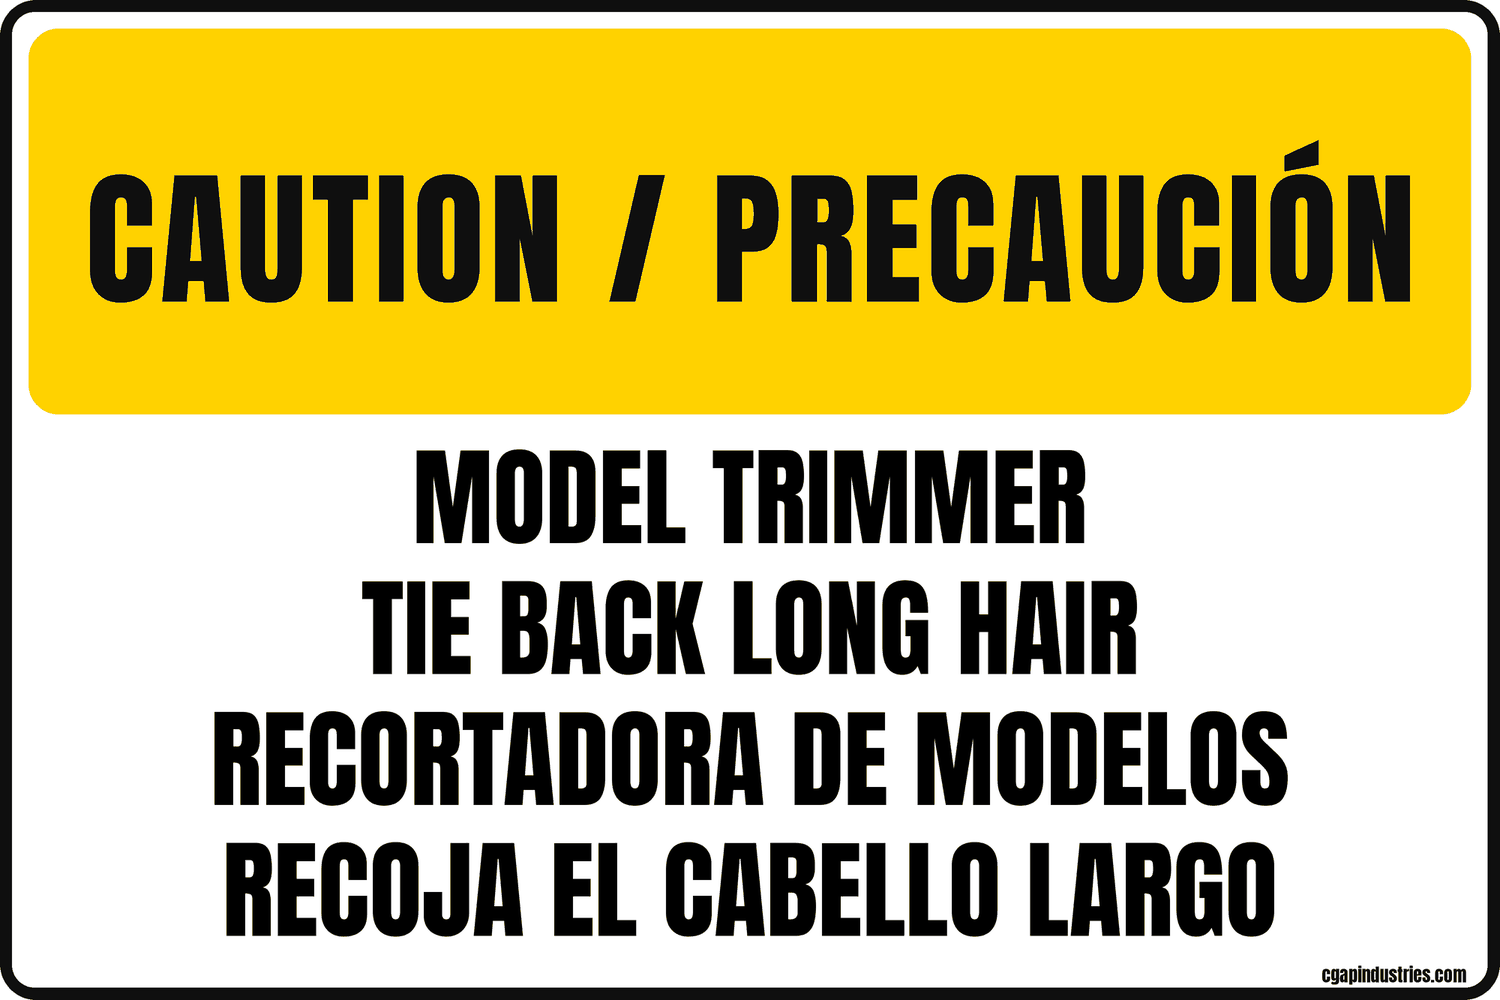 CAUTION / PRECAUCIÓN
MODEL TRIMMER
TIE BACK LONG HAIR
RECORTADORA DE MODELOS
RECOJA EL CABELLO LARGO
cgapindustries.com